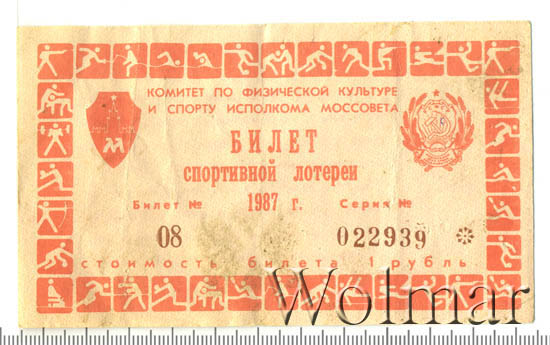 КОМИТЕТ ПО ФИЗИЧЕСКОЙ КУЛЬТУРЕ
И СПОРТУ ИСПОЛКОМА МОССОВЕТА
М
БИЛЕТ
спортивной лотереи
Билет № 1987 г. Серия №
08 022939 *
стоимость билета 1 рубль
Wolmar